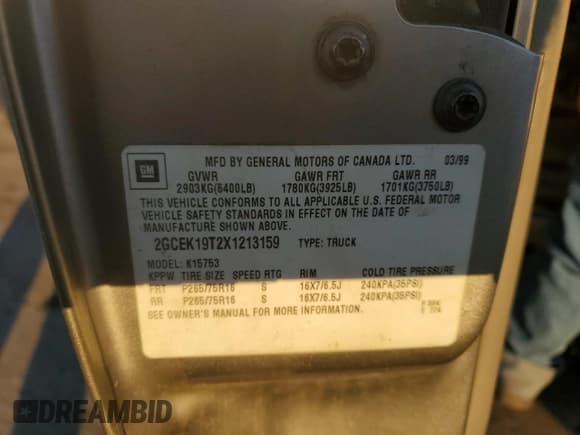 MFD BY GENERAL MOTORS OF CANADA LTD. 03/99
GM
GVWR GAWR FRT GAWR RR
2903KG(6400LB) 1780KG(3925LB) 1701KG(3750LB)
THIS VEHICLE CONFORMS TO ALL APPLICABLE U.S. FEDERAL MOTOR
VEHICLE SAFETY STANDARDS IN EFFECT ON THE DATE OF
MANUFACTURE SHOWN ABOVE.
2GCEK19T2X1213159 TYPE: TRUCK
MODEL: K15753
KPPW TIRE SIZE SPEED RTG RIM COLD TIRE PRESSURE
FRT P265/75R16 S 16X7/6.5J 240KPA(35PSI)
RR P265/75R16 S 16X7/6.5J 240KPA(35PSI)
SEE OWNER'S MANUAL FOR MORE INFORMATION.
DREAMBID